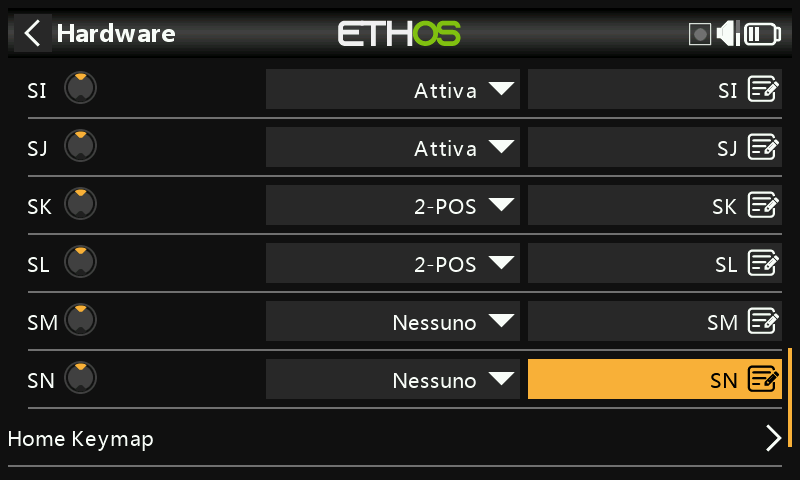 Hardware ETHOS
SI Attiva SI
SJ Attiva SJ
SK 2-POS SK
SL 2-POS SL
SM Nessuno SM
SN Nessuno SN
Home Keymap